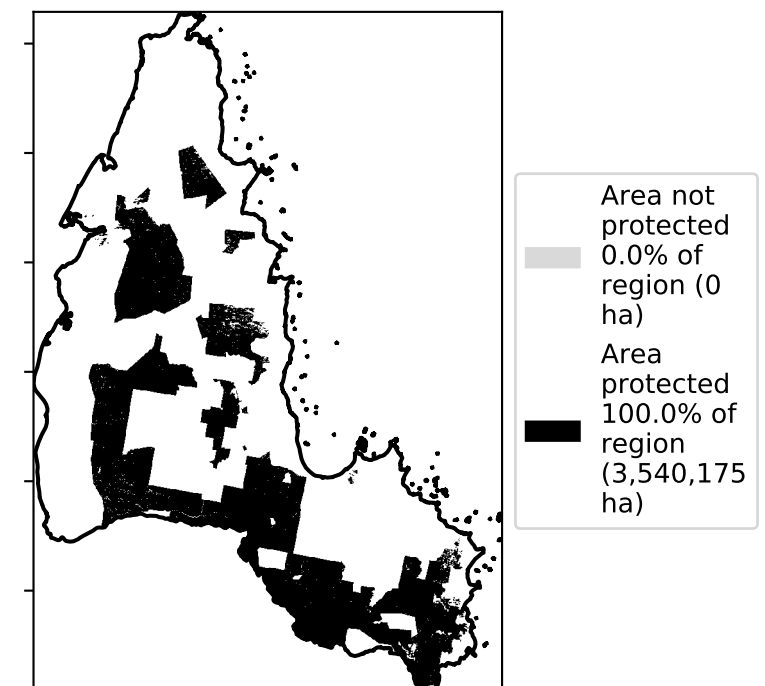 Area not
protected
0.0% of
region (0
ha)
Area
protected
100.0% of
region
(3,540,175
ha)